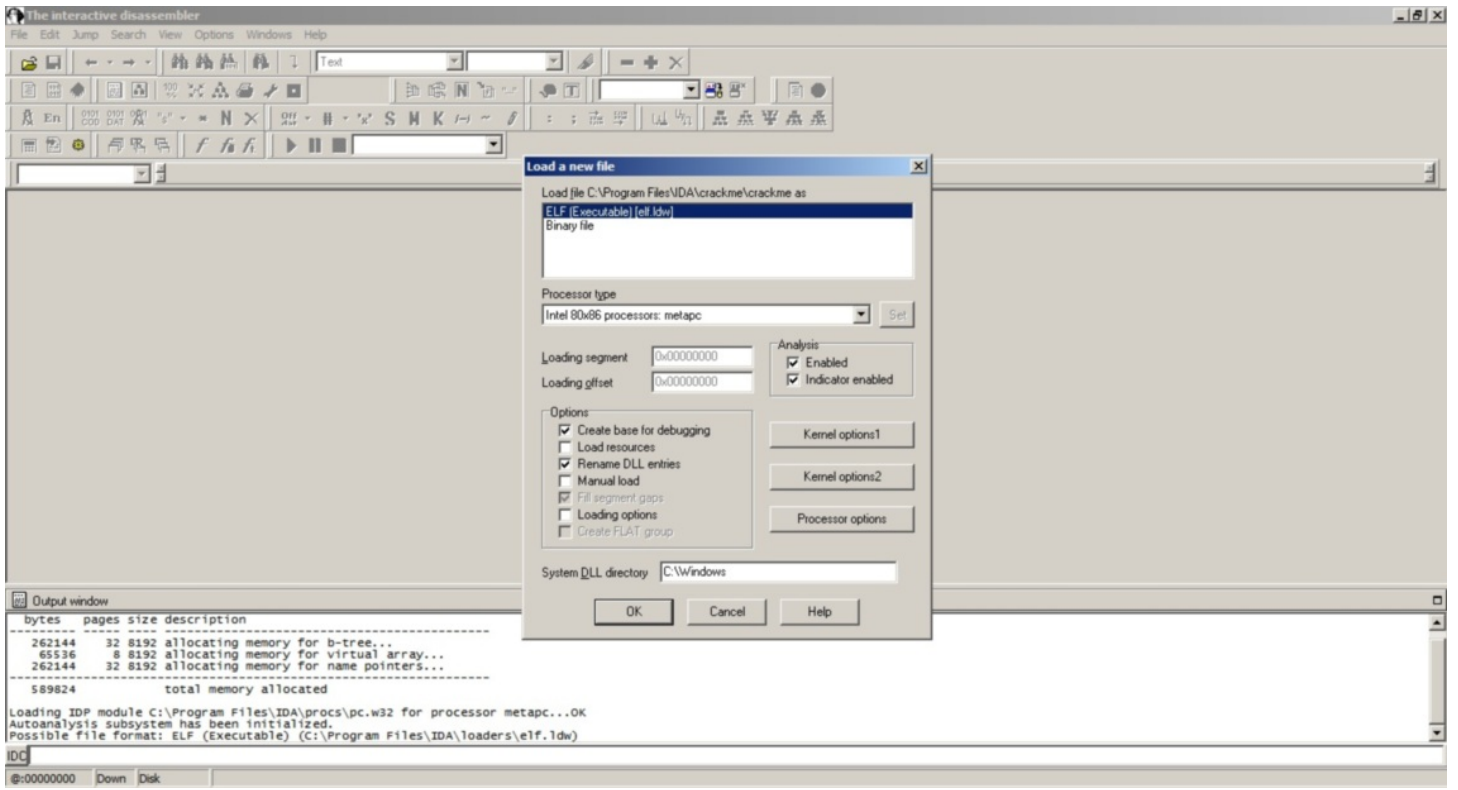 The interactive disassembler
File Edit Jump Search View Options Windows Help
Text
En
N
S M K
Load a new file
Load file C:\Program Files\IDA\crackme\crackme as
ELF (Executable) [elf.ldw]
Binary file
Processor type
Intel 80x86 processors: metapc
Set
Loading segment 0x00000000
Loading offset 0x00000000
Analysis
Enabled
Indicator enabled
Options
Create base for debugging
Load resources
Rename DLL entries
Manual load
Fill segment gaps
Loading options
Create FLAT group
Kernel options1
Kernel options2
Processor options
System DLL directory C:\Windows
OK Cancel Help
Output window
bytes pages size description
--------- ----- ---- --------------------------------------------
262144 32 8192 allocating memory for b-tree...
65536 8 8192 allocating memory for virtual array...
262144 32 8192 allocating memory for name pointers...
-----------------------------------------------------------------
589824 total memory allocated
Loading IDP module C:\Program Files\IDA\procs\pc.w32 for processor metapc...OK
Autoanalysis subsystem has been initialized.
Possible file format: ELF (Executable) (C:\Program Files\IDA\loaders\elf.ldw)
IDC
@:00000000 Down Disk